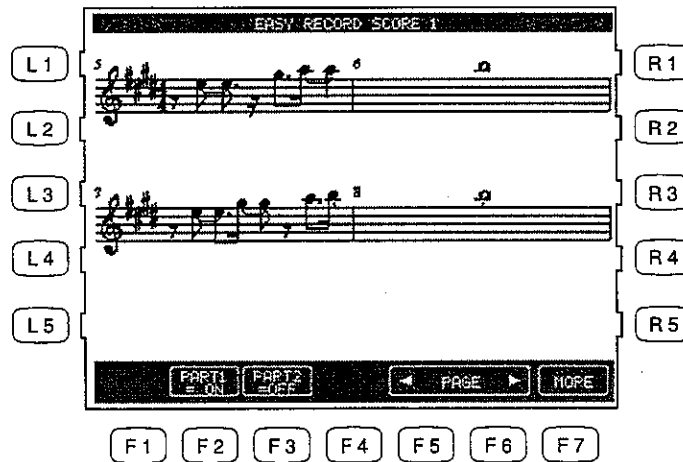 EASY RECORD SCORE 1
L1
5
6
R1
L2
R2
L3
7
8
R3
L4
R4
L5
R5
PART1 PART2
= ON =OFF
◄ PAGE ► MORE
F1 F2 F3 F4 F5 F6 F7